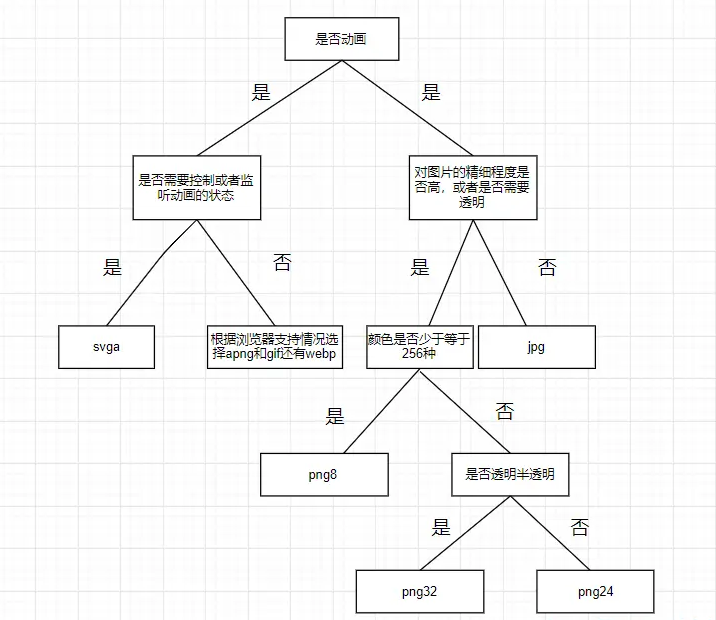 是否动画
是
是
是否需要控制或者监
听动画的状态
对图片的精细程度是
否高，或者是否需要
透明
是
否
是
否
svga
根据浏览器支持情况选
择apng和gif还有webp
颜色是否少于等于
256种
jpg
是
否
png8
是否透明半透明
是
否
png32
png24